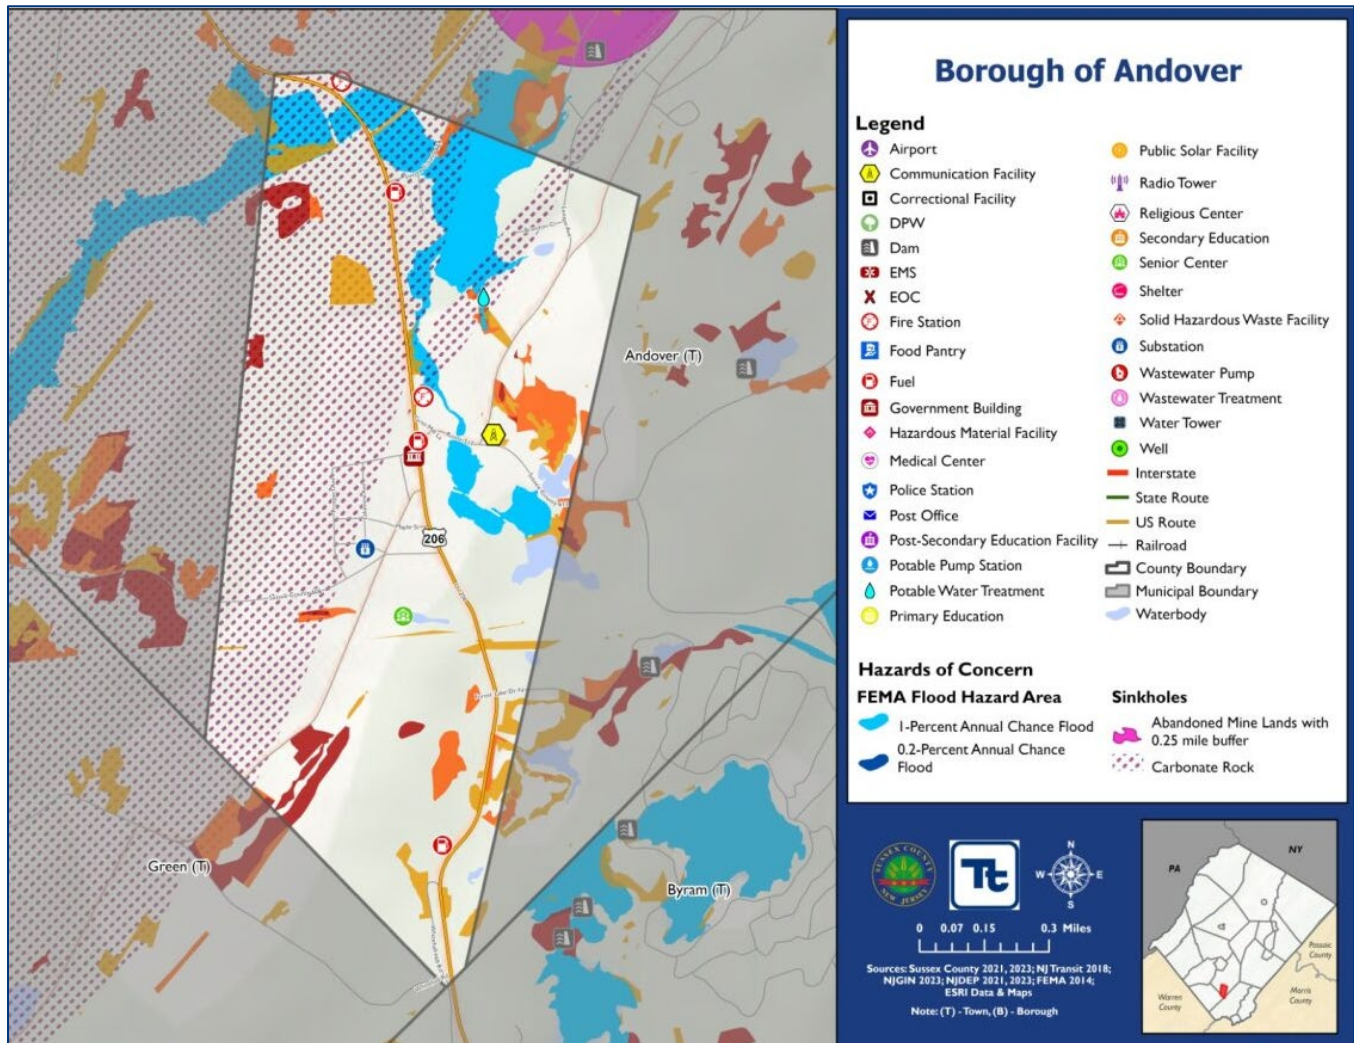 Borough of Andover
Legend
Airport
Communication Facility
Correctional Facility
DPW
Dam
EMS
EOC
Fire Station
Food Pantry
Fuel
Government Building
Hazardous Material Facility
Medical Center
Police Station
Post Office
Post-Secondary Education Facility
Potable Pump Station
Potable Water Treatment
Primary Education
Public Solar Facility
Radio Tower
Religious Center
Secondary Education
Senior Center
Shelter
Solid Hazardous Waste Facility
Substation
Wastewater Pump
Wastewater Treatment
Water Tower
Well
Interstate
State Route
US Route
Railroad
County Boundary
Municipal Boundary
Waterbody
Hazards of Concern
FEMA Flood Hazard Area
1-Percent Annual Chance Flood
0.2-Percent Annual Chance
Flood
Sinkholes
Abandoned Mine Lands with
0.25 mile buffer
Carbonate Rock
Andover (T)
206
Green (T)
Byram (T)
SUSSEX COUNTY
NEW JERSEY
Tt
N
W E
S
0 0.07 0.15 0.3 Miles
Sources: Sussex County 2021, 2023; NJ Transit 2018;
NJGIN 2023; NJDEP 2021, 2023; FEMA 2014;
ESRI Data & Maps
Note: (T) - Town, (B) - Borough
PA
NY
Passaic
County
Morris
County
Warren
County